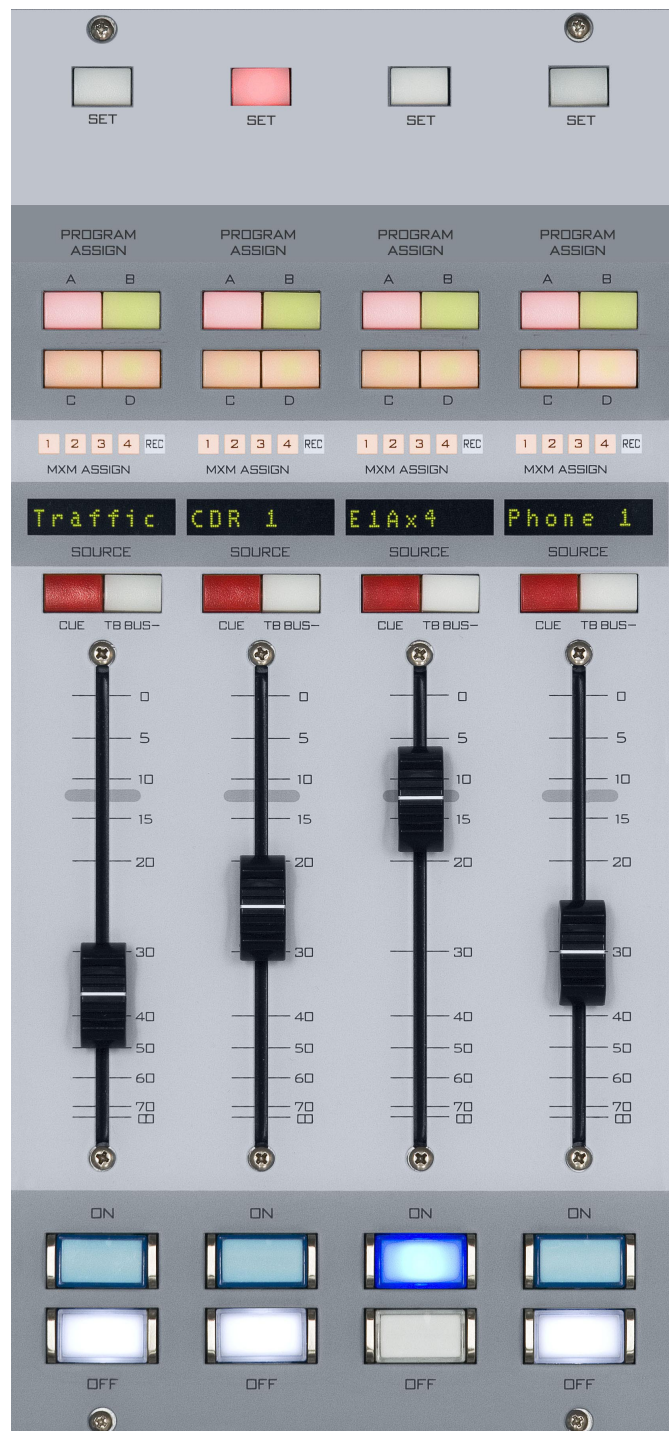 SET SET SET SET
PROGRAM PROGRAM PROGRAM PROGRAM
ASSIGN ASSIGN ASSIGN ASSIGN
A B A B A B A B
C D C D C D C D
1 2 3 4 REC 1 2 3 4 REC 1 2 3 4 REC 1 2 3 4 REC
MXM ASSIGN MXM ASSIGN MXM ASSIGN MXM ASSIGN
Traffic CDR 1 E1Ax4 Phone 1
SOURCE SOURCE SOURCE SOURCE
CUE TB BUS– CUE TB BUS– CUE TB BUS– CUE TB BUS–
0 0 0 0
5 5 5 5
10 10 10 10
15 15 15 15
20 20 20 20
30 30 30 30
40 40 40 40
50 50 50 50
60 60 60 60
70 70 70 70
∞ ∞ ∞ ∞
ON ON ON ON
OFF OFF OFF OFF